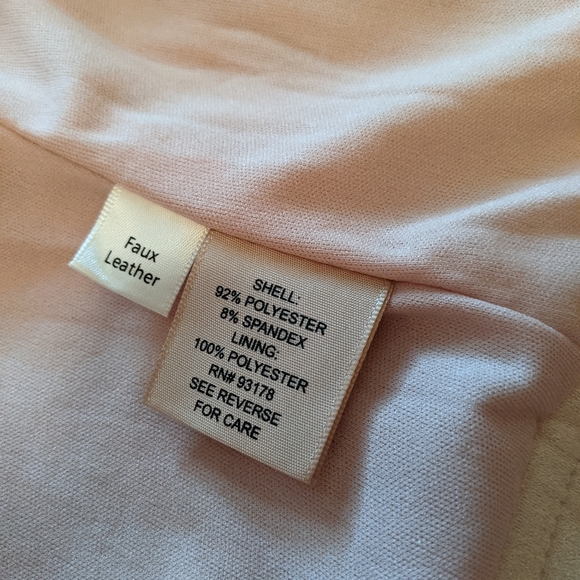 Faux
Leather
SHELL:
92% POLYESTER
8% SPANDEX
LINING:
100% POLYESTER
RN# 93178
SEE REVERSE
FOR CARE